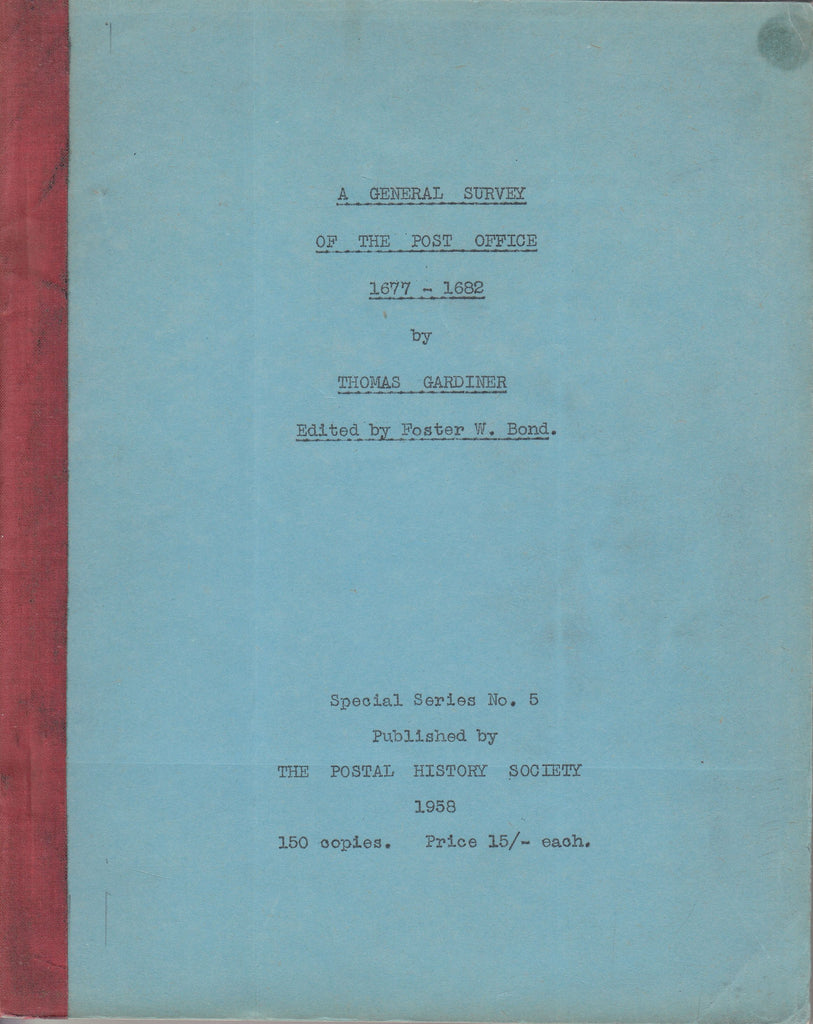 A GENERAL SURVEY
OF THE POST OFFICE
1677 - 1682
by
THOMAS GARDINER
Edited by Foster W. Bond.
Special Series No. 5
Published by
THE POSTAL HISTORY SOCIETY
1958
150 copies. Price 15/- each.